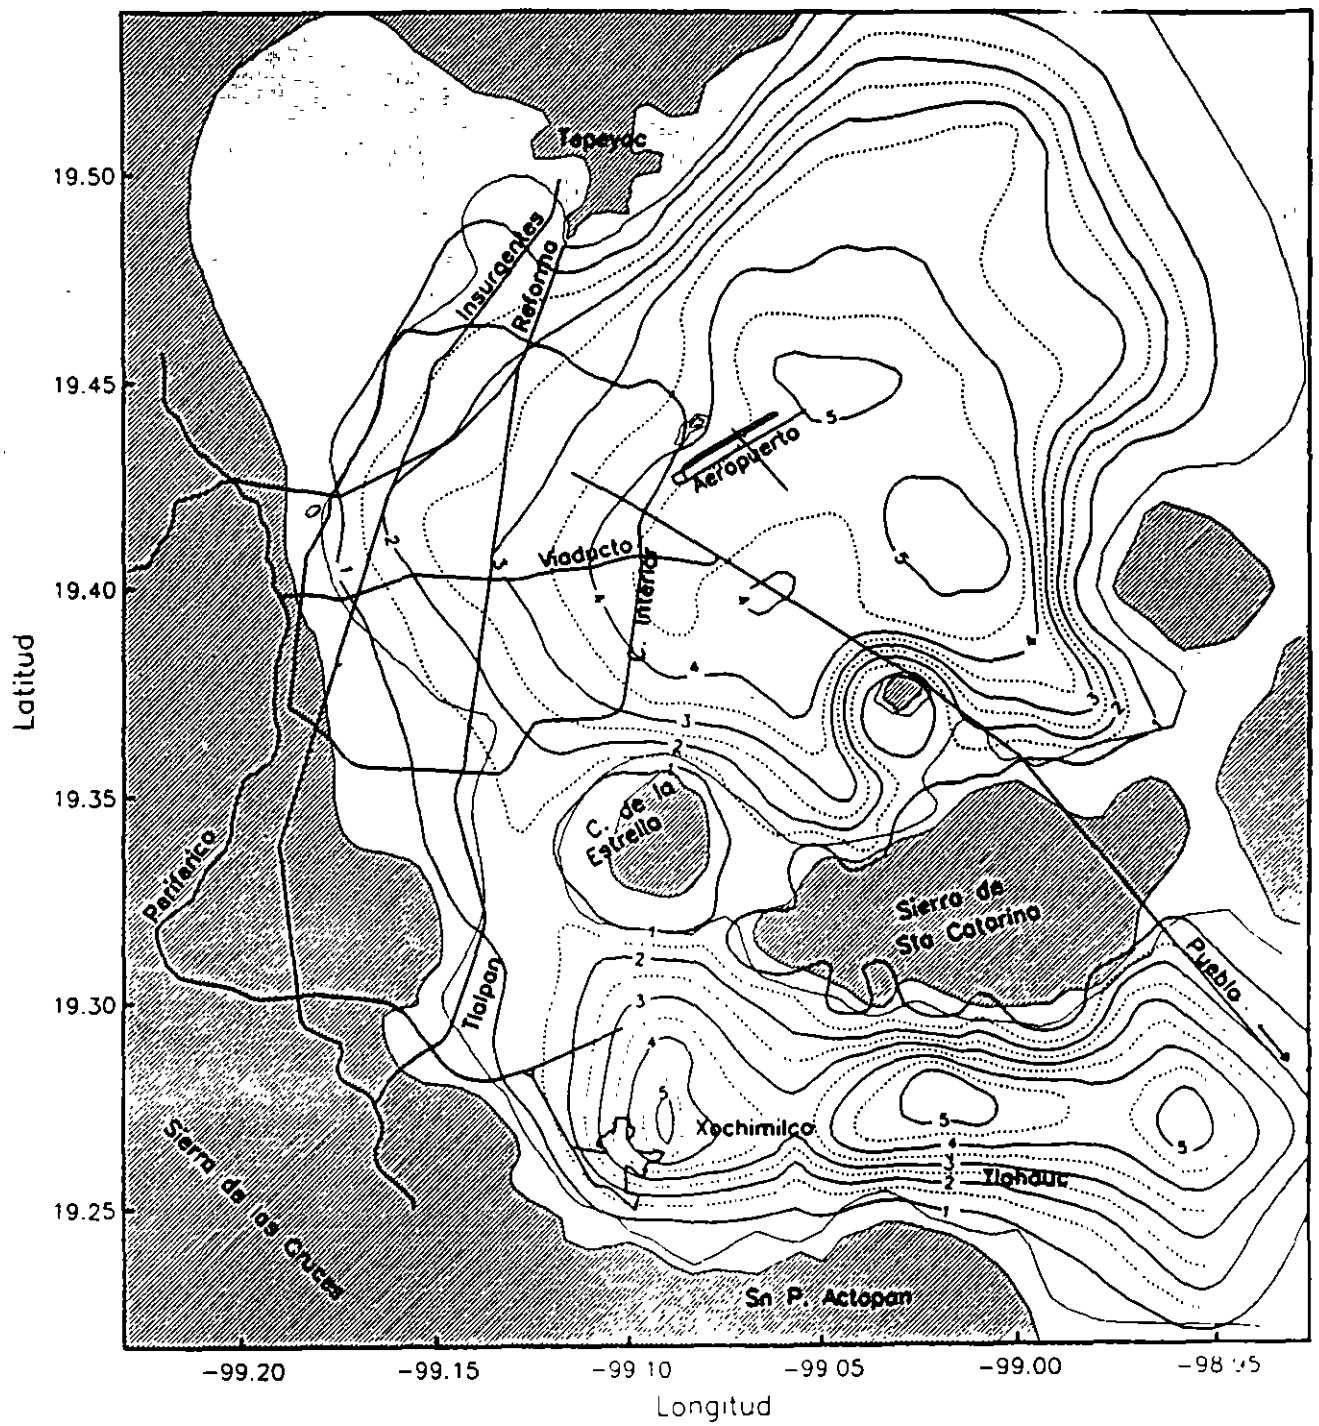 Tepeyac
19.50
Insurgentes
Reforma
19.45
5
Aeropuerto
2
5
Viaducto
3
1
Interior
19.40
4
4
4
4
3
3
2
1
Latitud
2
1
19.35
C. de la
Estrella
Periferico
Sierra de
Sta Catarina
1
2
Puebla
Tlalpan
19.30
3
4
5
5
5
Xochimilco
4
3
Tlahuac
2
1
19.25
Sierra de las Cruces
Sn P. Actopan
-99.20
-99.15
-99 10
-99 05
-99.00
Longitud